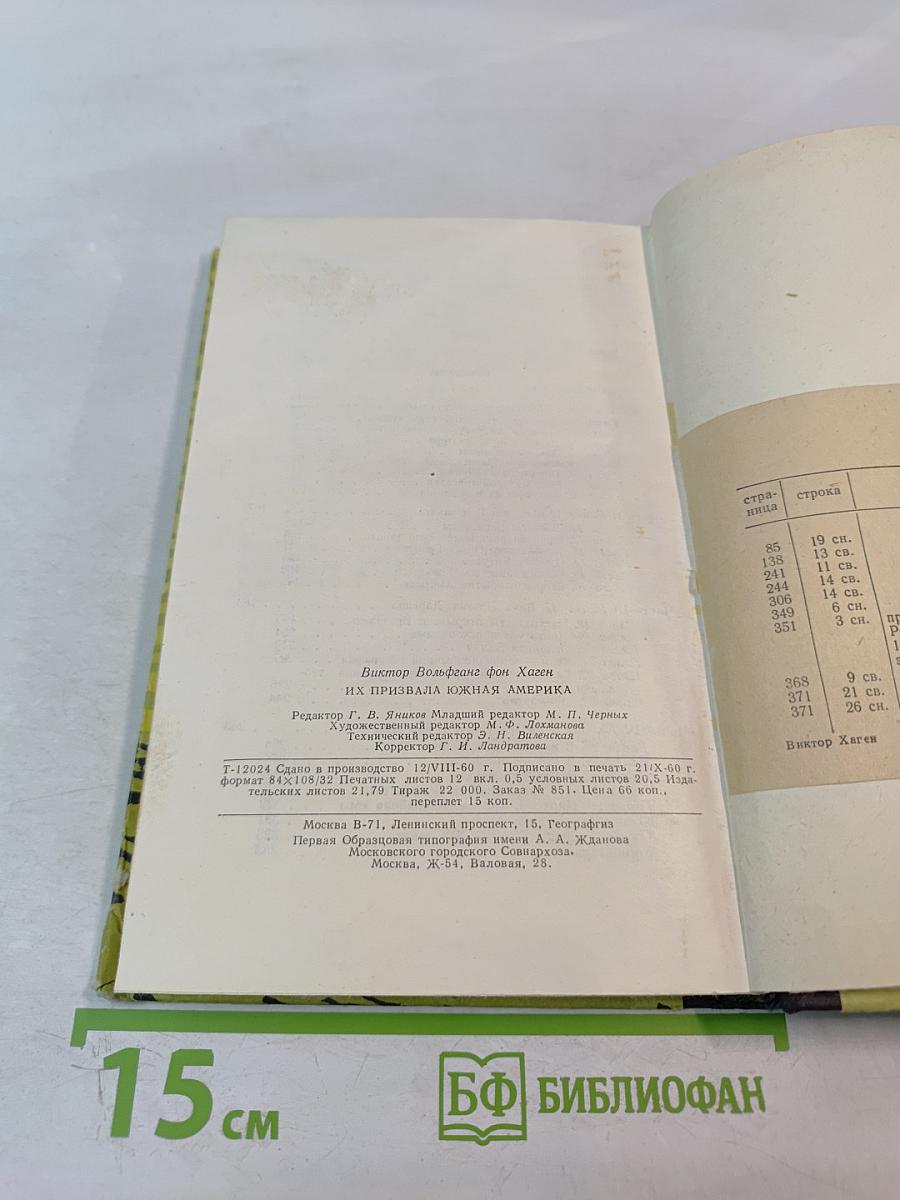 Виктор Вольфганг фон Хаген
ИХ ПРИЗВАЛА ЮЖНАЯ АМЕРИКА
Редактор Г. В. Яников Младший редактор М. П. Черных
Художественный редактор М. Ф. Лохманова
Технический редактор Э. Н. Виленская
Корректор Г. И. Ландратова
Т-12024 Сдано в производство 12/VIII-60 г. Подписано в печать 21/X-60 г.
формат 84×108/32 Печатных листов 12 вкл. 0,5 условных листов 20,5 Изда-
тельских листов 21,79 Тираж 22 000. Заказ № 851. Цена 66 коп.,
переплет 15 коп.
Москва В-71, Ленинский проспект, 15, Географгиз
Первая Образцовая типография имени А. А. Жданова
Московского городского Совнархоза.
Москва, Ж-54, Валовая, 28.
стра-
ница строка
85 19 сн.
138 13 св.
241 11 св.
244 14 св.
306 14 св.
349 6 сн.
351 3 сн.
368 9 св.
371 21 св.
371 26 сн.
Виктор Хаген
15 см
БФ БИБЛИОФАН